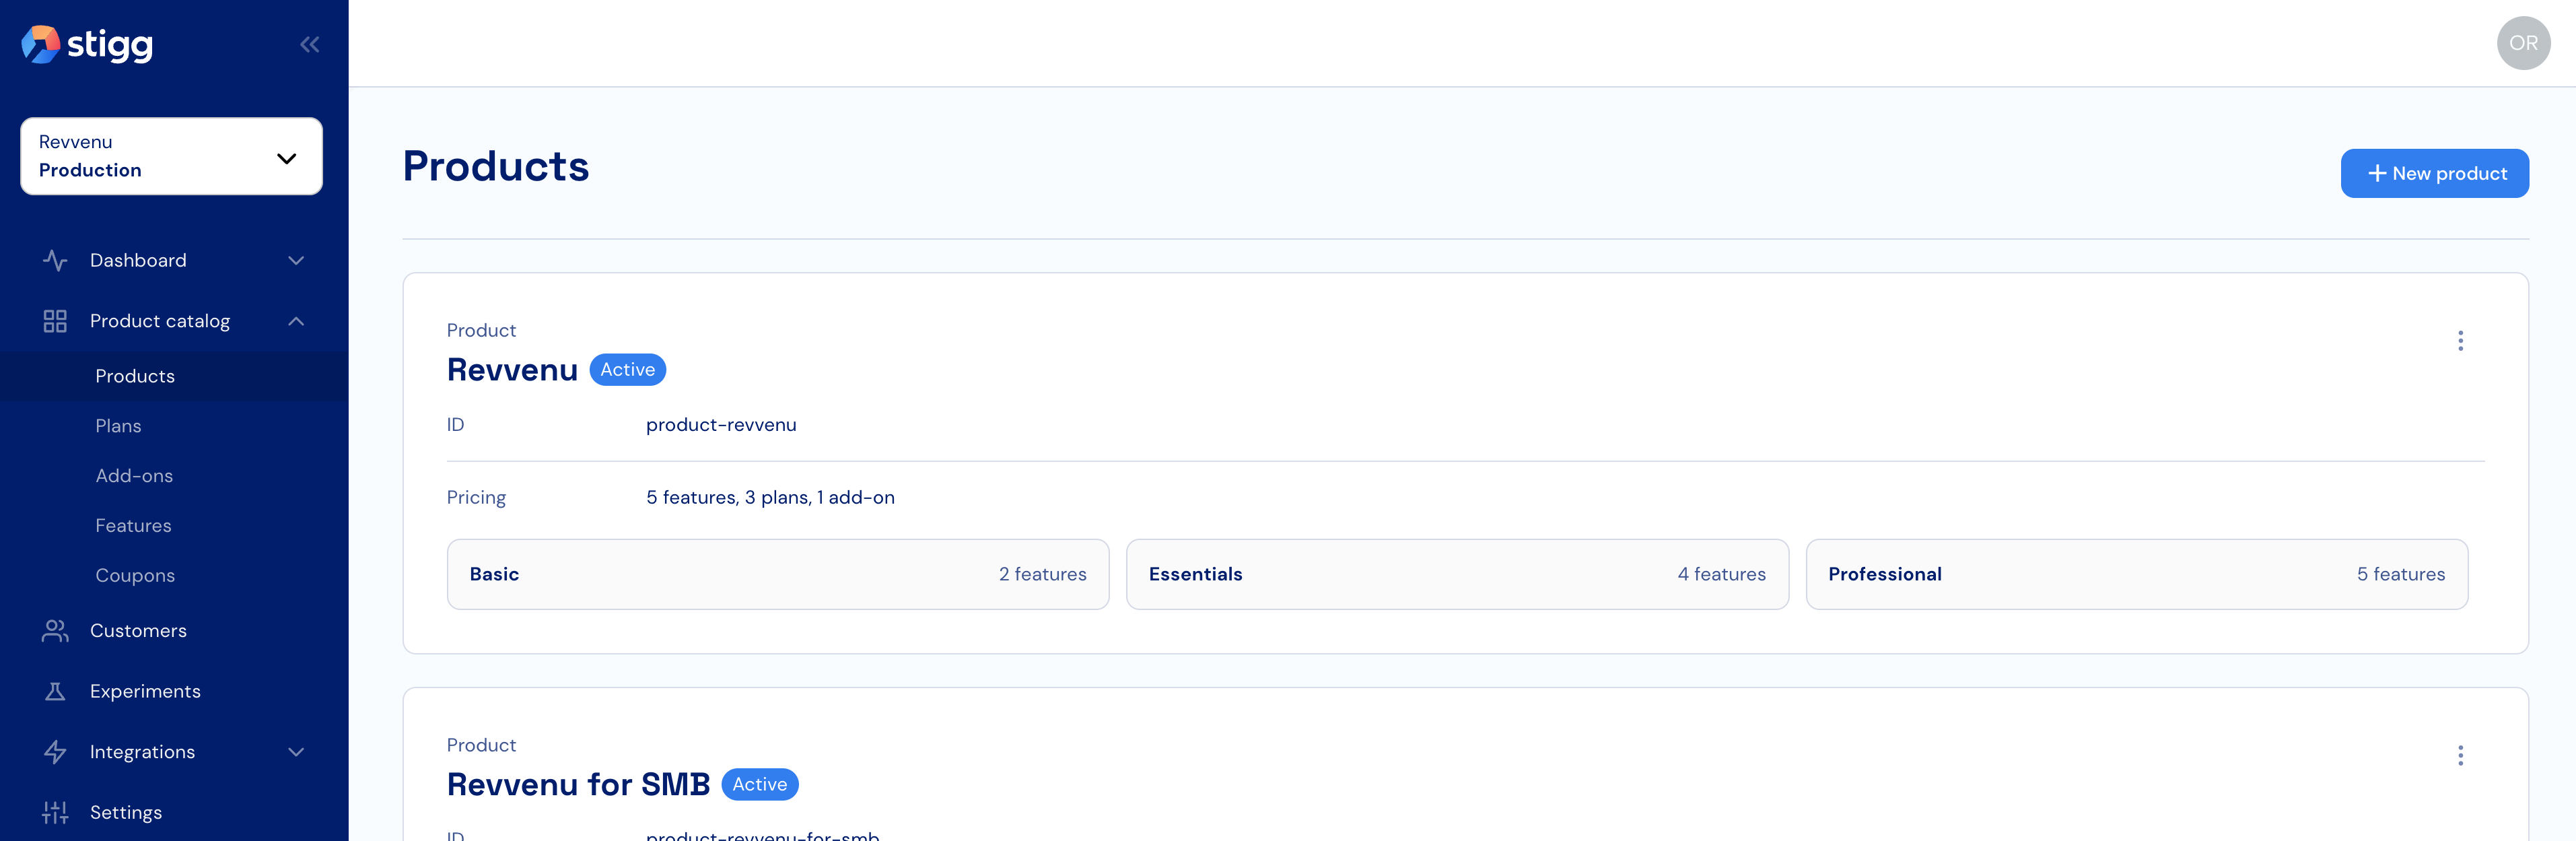 stigg
OR
Revvenu
Production
Dashboard
Product catalog
Products
Plans
Add-ons
Features
Coupons
Customers
Experiments
Integrations
Settings
Products
New product
Product
Revvenu Active
ID product-revvenu
Pricing 5 features, 3 plans, 1 add-on
Basic 2 features Essentials 4 features Professional 5 features
Product
Revvenu for SMB Active
ID product-revvenu-for-smb